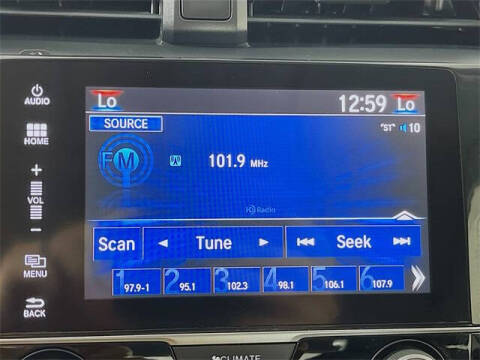 AUDIO
HOME
+
VOL
−
MENU
BACK
Lo
12:59 Lo
SOURCE
"ST" 10
FM
101.9 MHz
HD Radio
Scan ◄ Tune ► Seek
1 97.9-1 2 95.1 3 102.3 4 98.1 5 106.1 6 107.9
CLIMATE